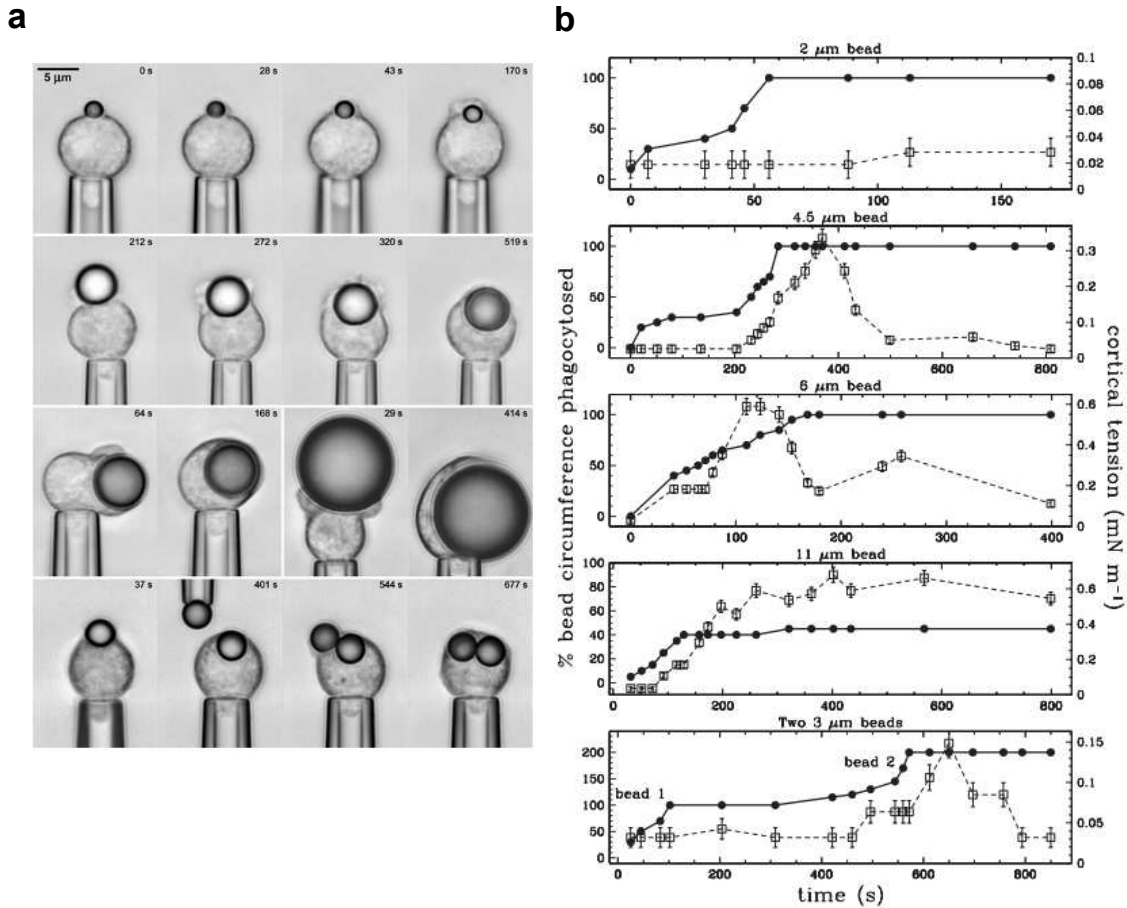 a
5 µm
0 s 28 s 43 s 170 s
212 s 272 s 320 s 519 s
64 s 168 s 29 s 414 s
37 s 401 s 544 s 677 s
b
2 µm bead
100
50
0
0.1
0.08
0.06
0.04
0.02
0
0 50 100 150
4.5 µm bead
100
50
0
0.3
0.2
0.1
0
0 200 400 600 800
6 µm bead
100
50
0
0.6
0.4
0.2
0
0 100 200 300 400
11 µm bead
100
80
60
40
20
0
0.6
0.4
0.2
0
0 200 400 600 800
Two 3 µm beads
bead 1
bead 2
200
150
100
50
0
0.15
0.1
0.05
0
0 200 400 600 800
time (s)
% bead circumference phagocytosed
cortical tension (mN m⁻¹)